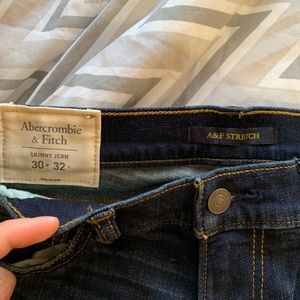 Abercrombie
& Fitch
SKINNY JEAN
30 W 32 L
A&F STRETCH